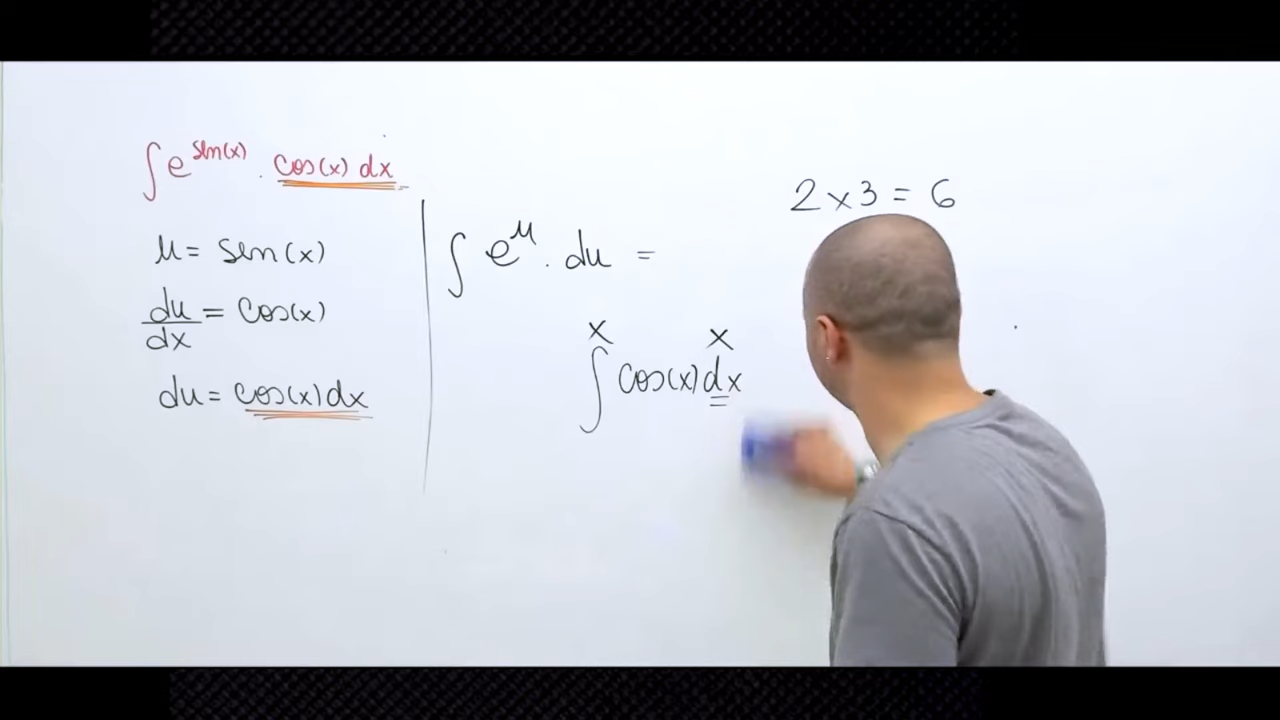 ∫ e^sen(x) . cos(x) dx
u = sen(x)
du/dx = cos(x)
du = cos(x) dx
∫ e^u . du =
x x
∫ cos(x) dx
2 x 3 = 6